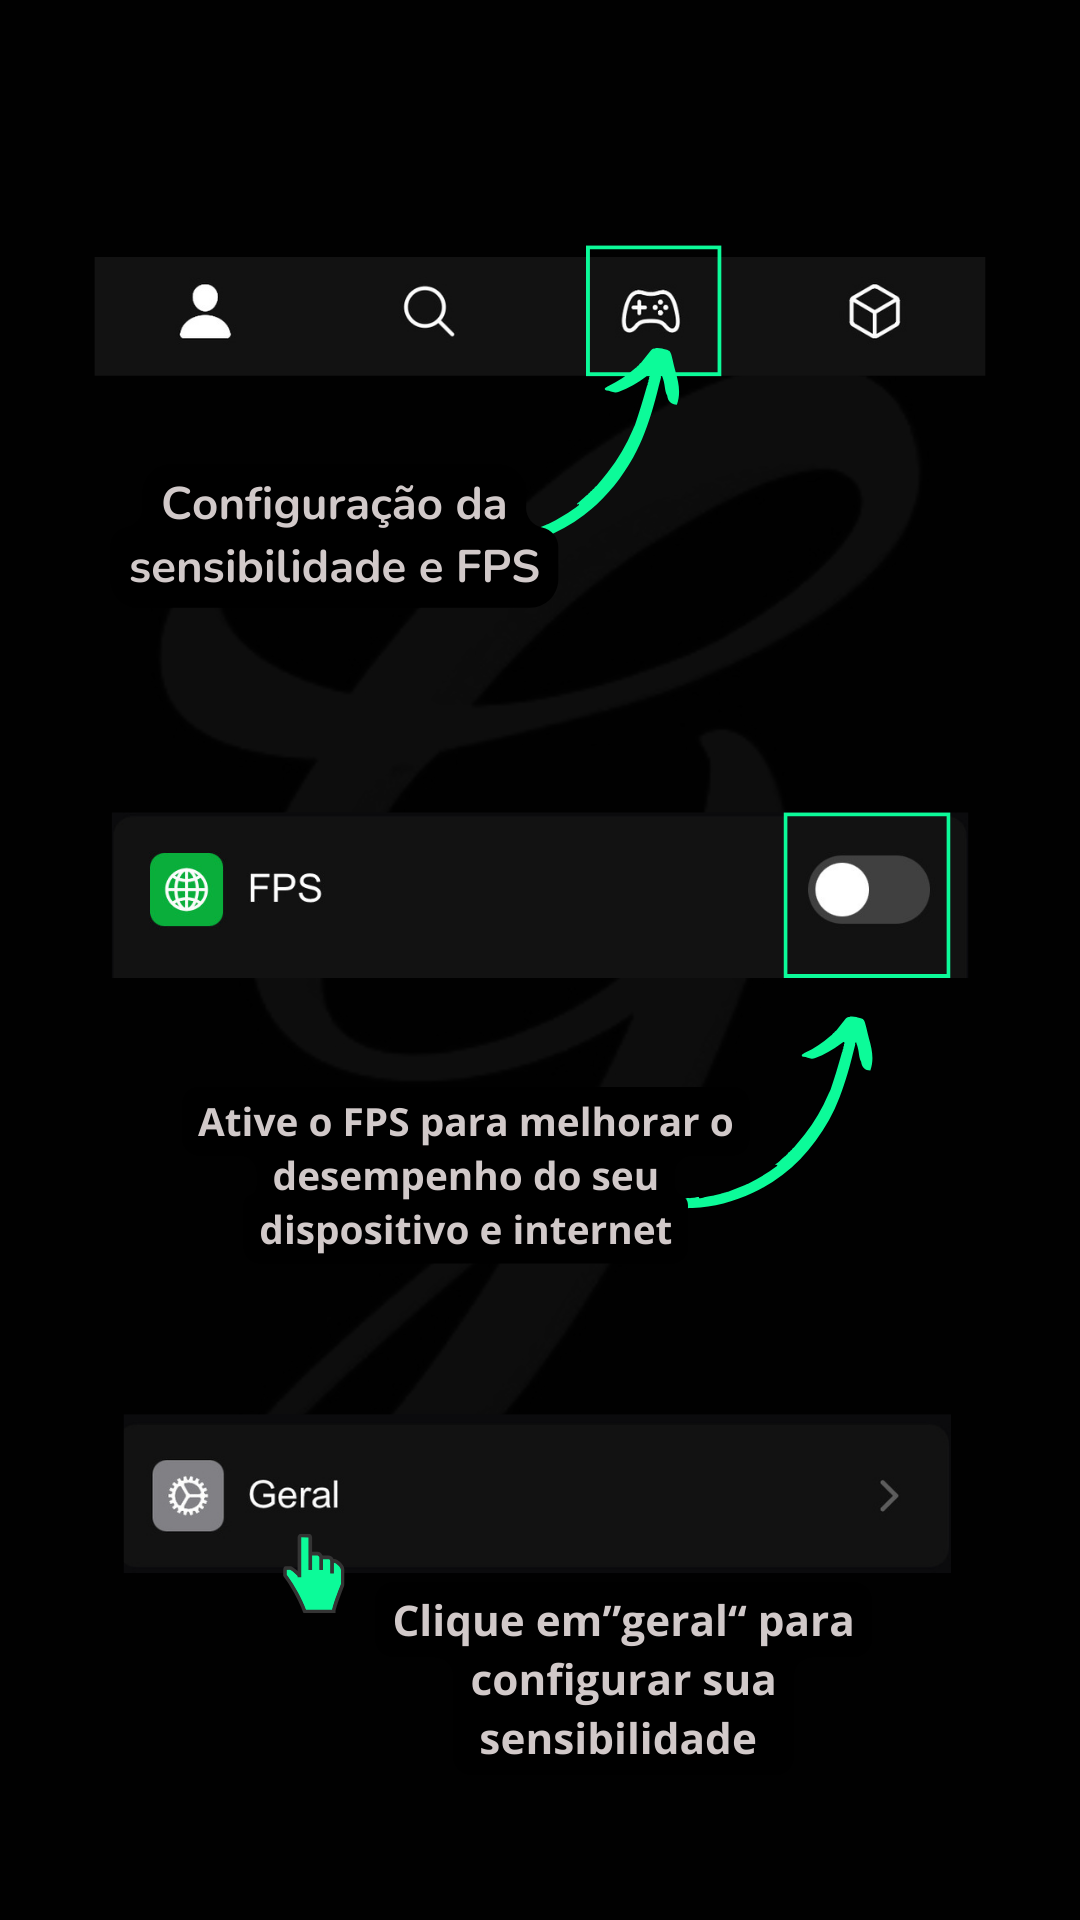 Configuração da
sensibilidade e FPS
FPS
Ative o FPS para melhorar o
desempenho do seu
dispositivo e internet
Geral
Clique em”geral“ para
configurar sua
sensibilidade